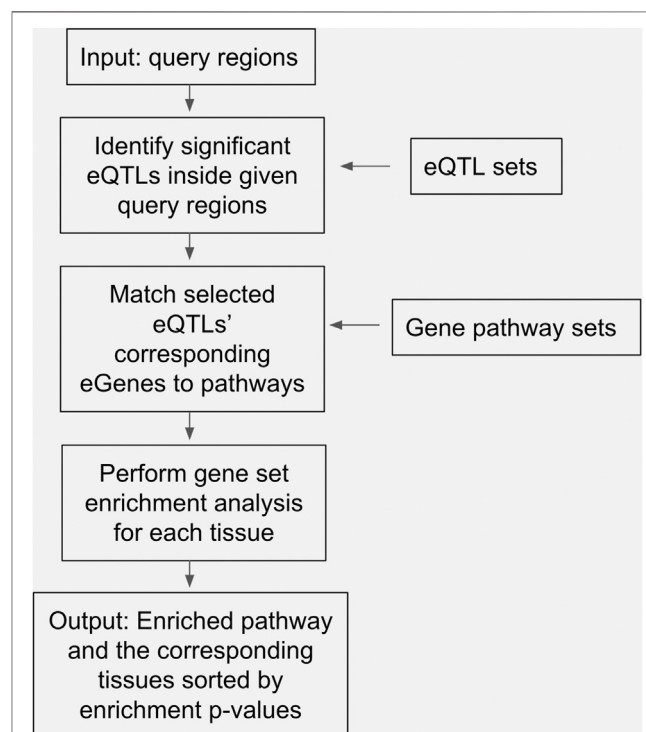 Input: query regions
Identify significant
eQTLs inside given
query regions
eQTL sets
Match selected
eQTLs’
corresponding
eGenes to pathways
Gene pathway sets
Perform gene set
enrichment analysis
for each tissue
Output: Enriched pathway
and the corresponding
tissues sorted by
enrichment p-values